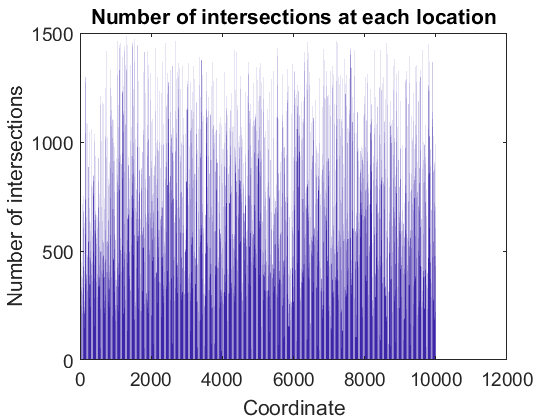 Number of intersections at each location
Number of intersections
1500
1000
500
0
0 2000 4000 6000 8000 10000 12000
Coordinate